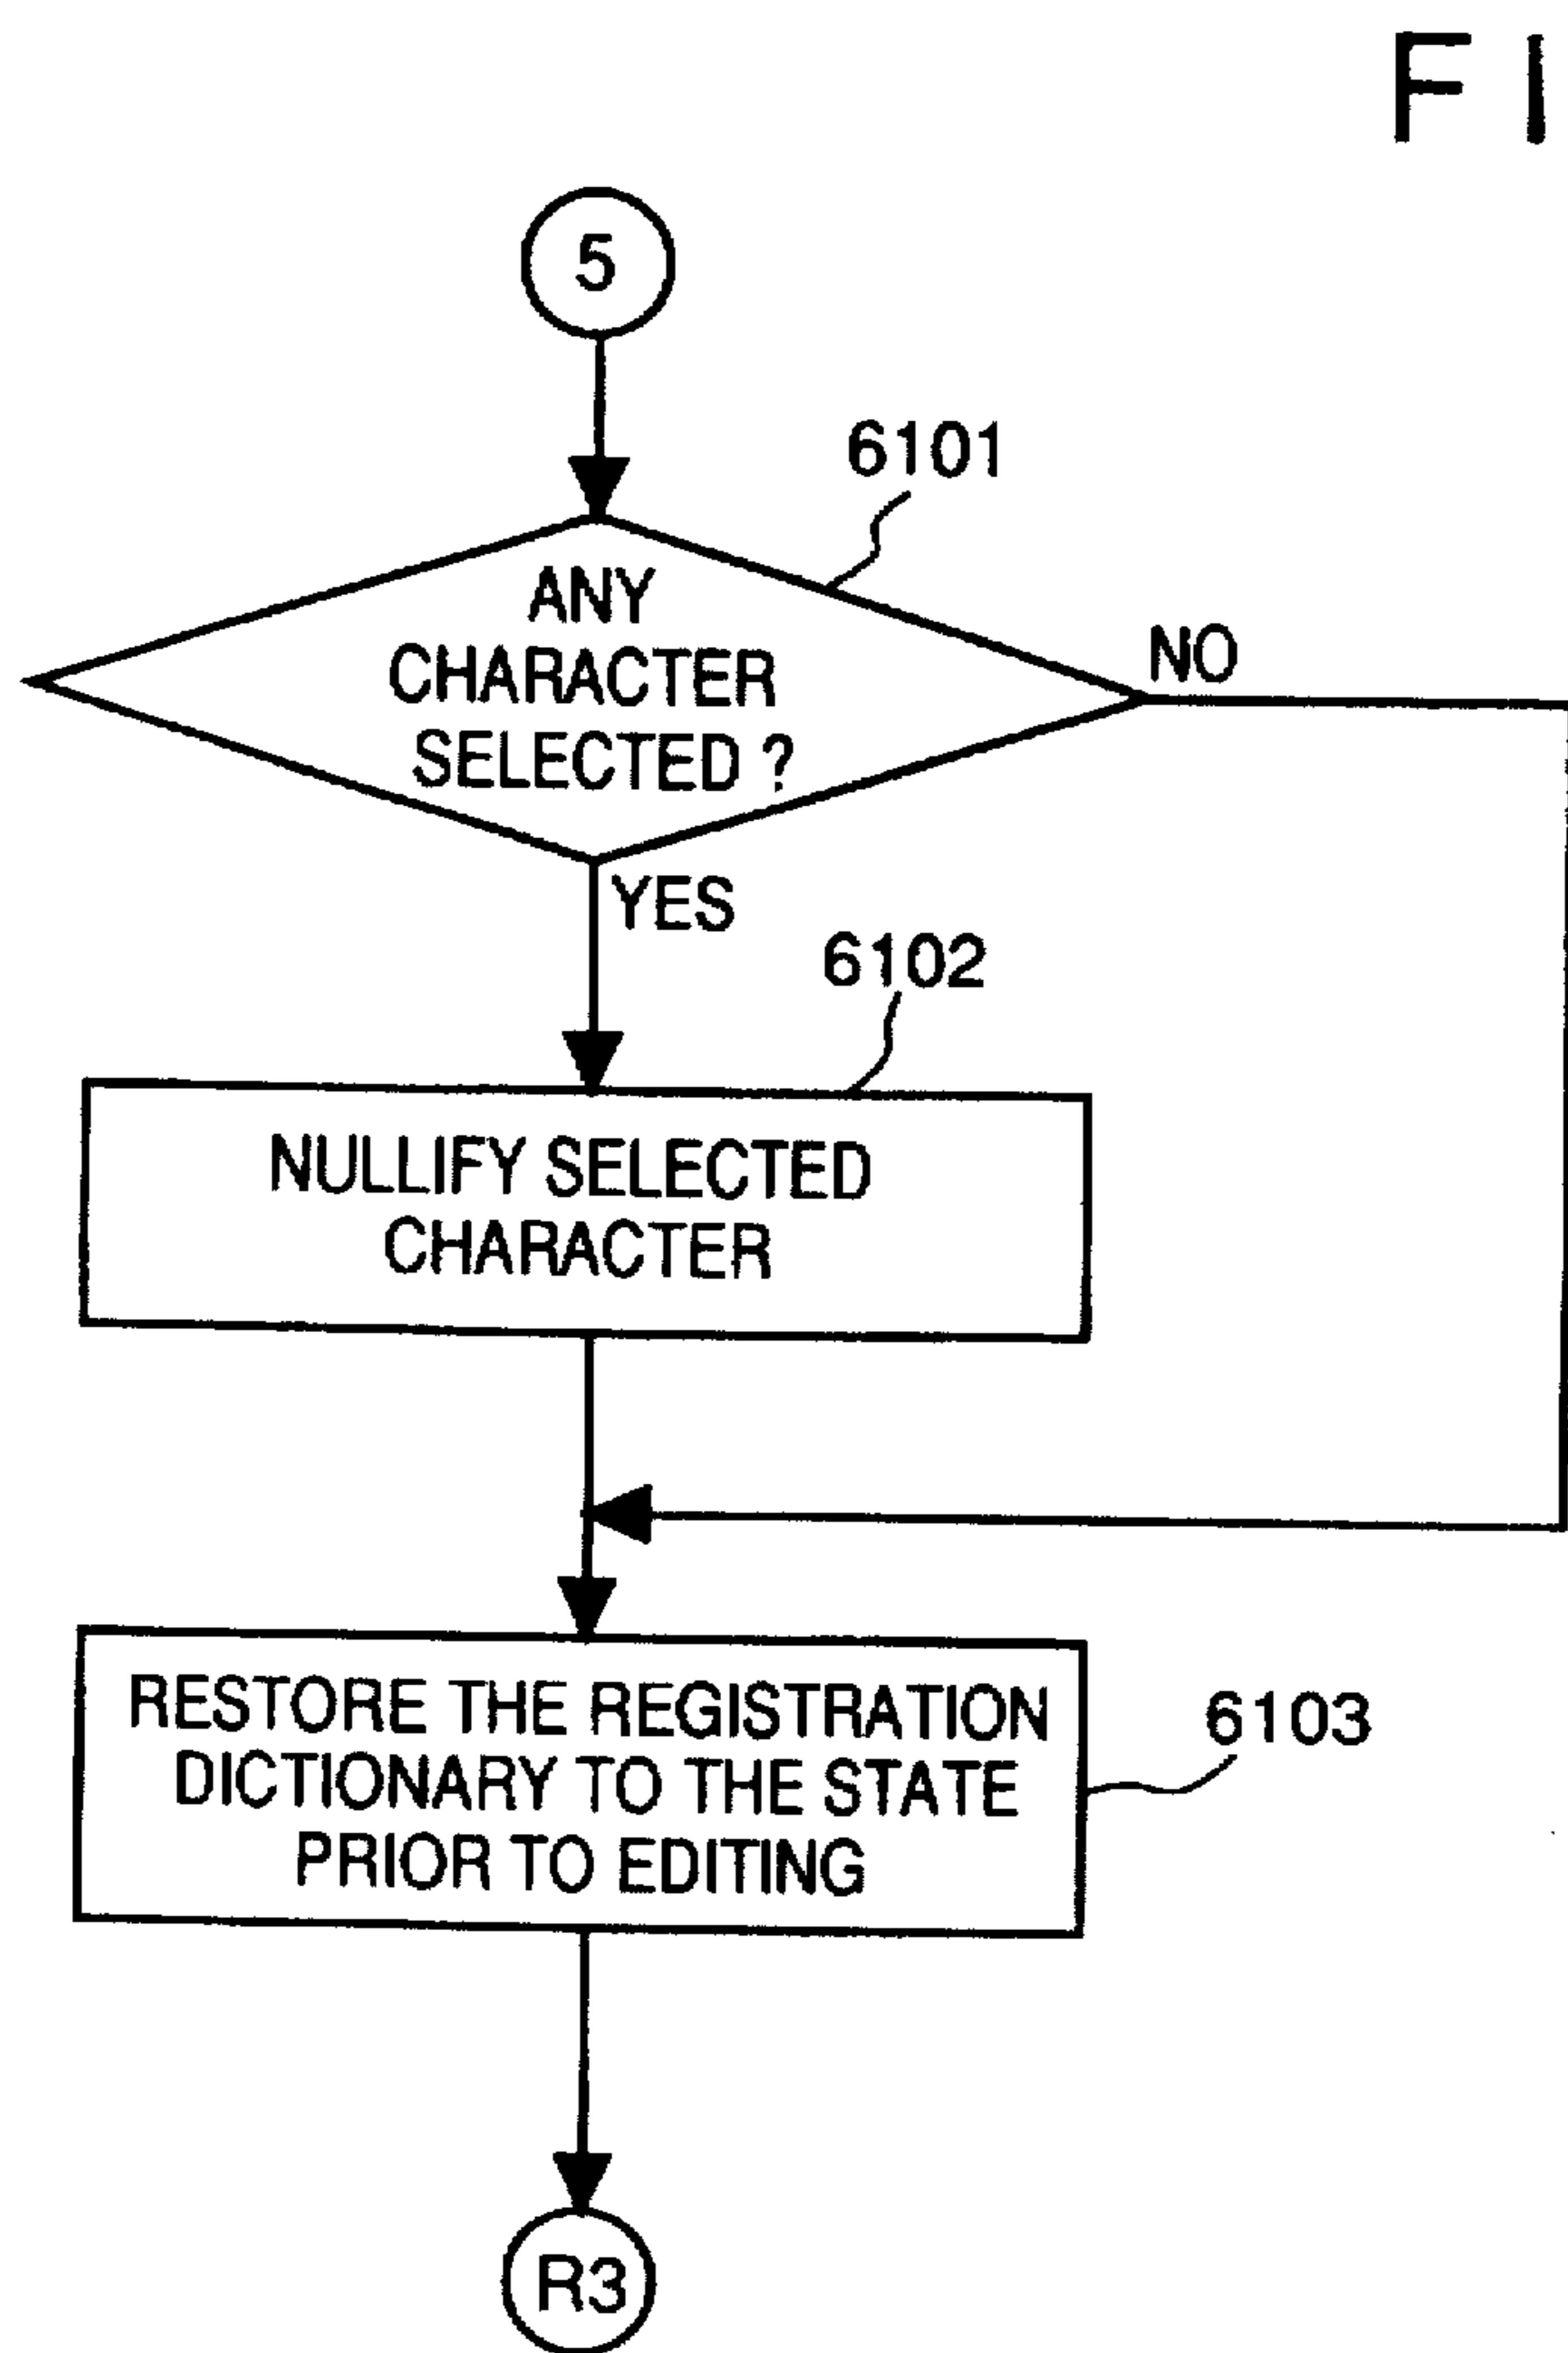 FI
5
6101
ANY
CHARACTER
SELECTED ?
NO
YES
6102
NULLIFY SELECTED
CHARACTER
RESTORE THE REGISTRATION
DICTIONARY TO THE STATE
PRIOR TO EDITING
6103
R3